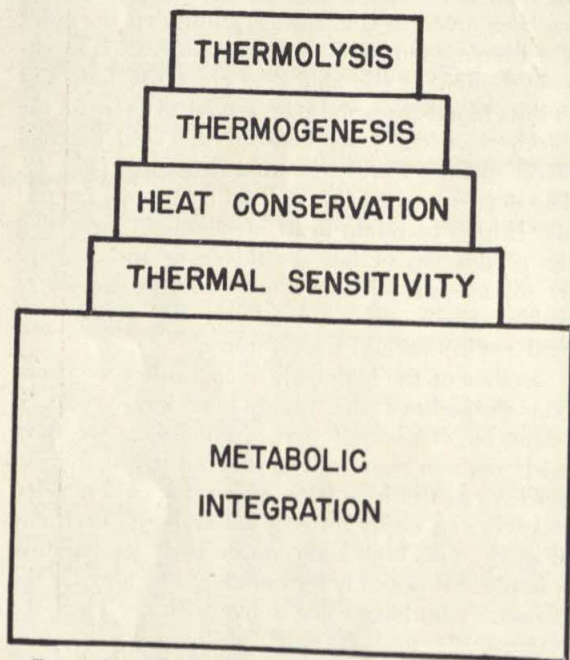 THERMOLYSIS
THERMOGENESIS
HEAT CONSERVATION
THERMAL SENSITIVITY
METABOLIC
INTEGRATION